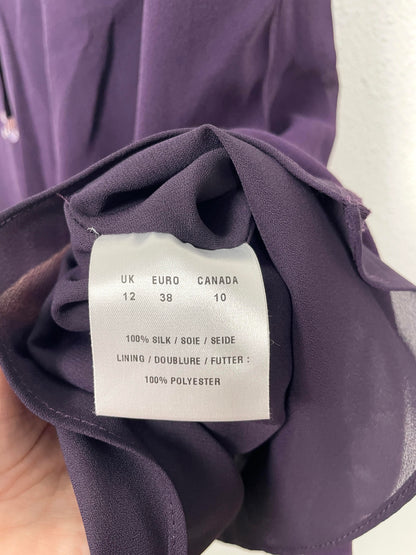 UK EURO CANADA
12 38 10
100% SILK / SOIE / SEIDE
LINING / DOUBLURE / FUTTER :
100% POLYESTER